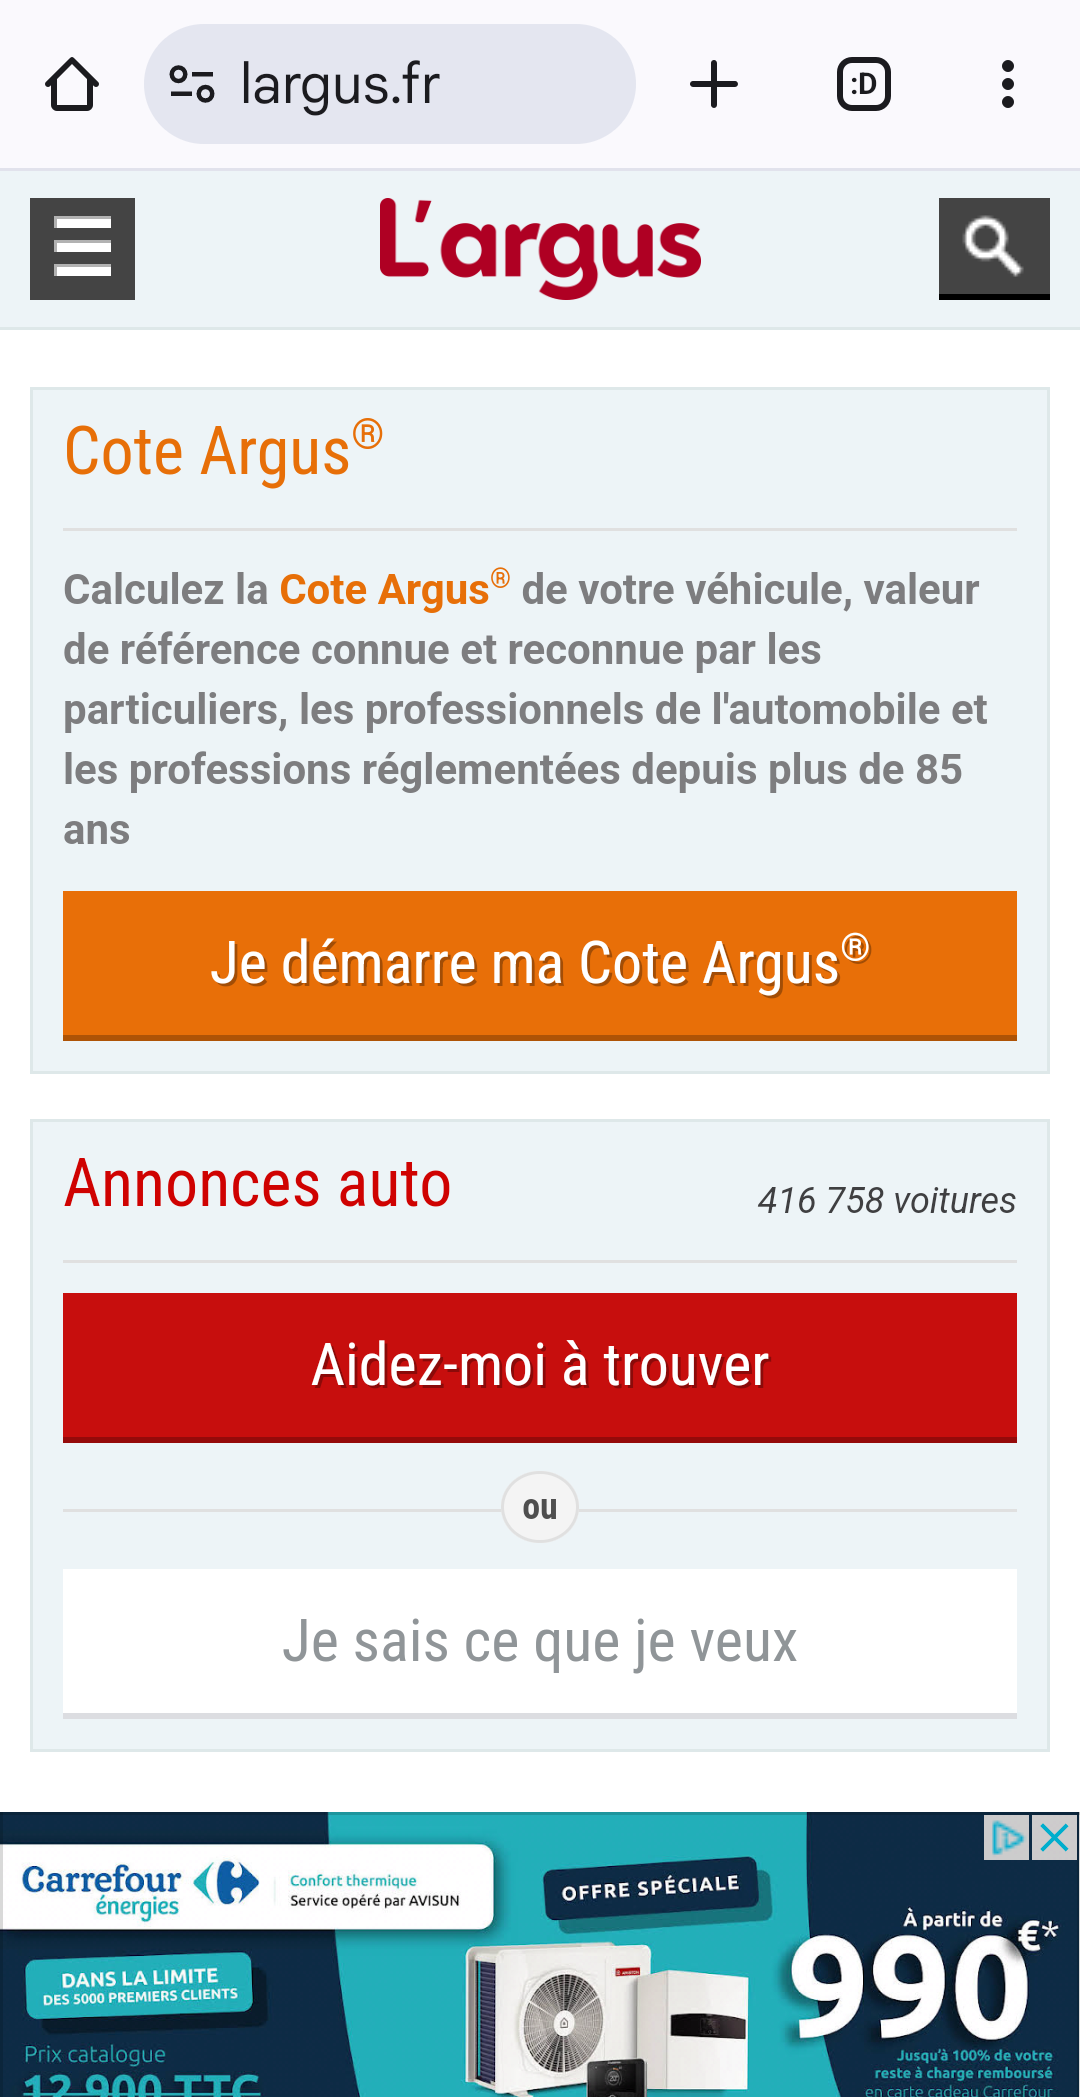 largus.fr
:D
L'argus
Cote Argus®
Calculez la Cote Argus® de votre véhicule, valeur
de référence connue et reconnue par les
particuliers, les professionnels de l'automobile et
les professions réglementées depuis plus de 85
ans
Je démarre ma Cote Argus®
Annonces auto
416 758 voitures
Aidez-moi à trouver
ou
Je sais ce que je veux
Carrefour
énergies
Confort thermique
Service opéré par AVISUN
OFFRE SPÉCIALE
DANS LA LIMITE
DES 5000 PREMIERS CLIENTS
À partir de
990 €*
Jusqu'à 100% de votre
reste à charge remboursé
en carte cadeau Carrefour
Prix catalogue
12 900 TTC